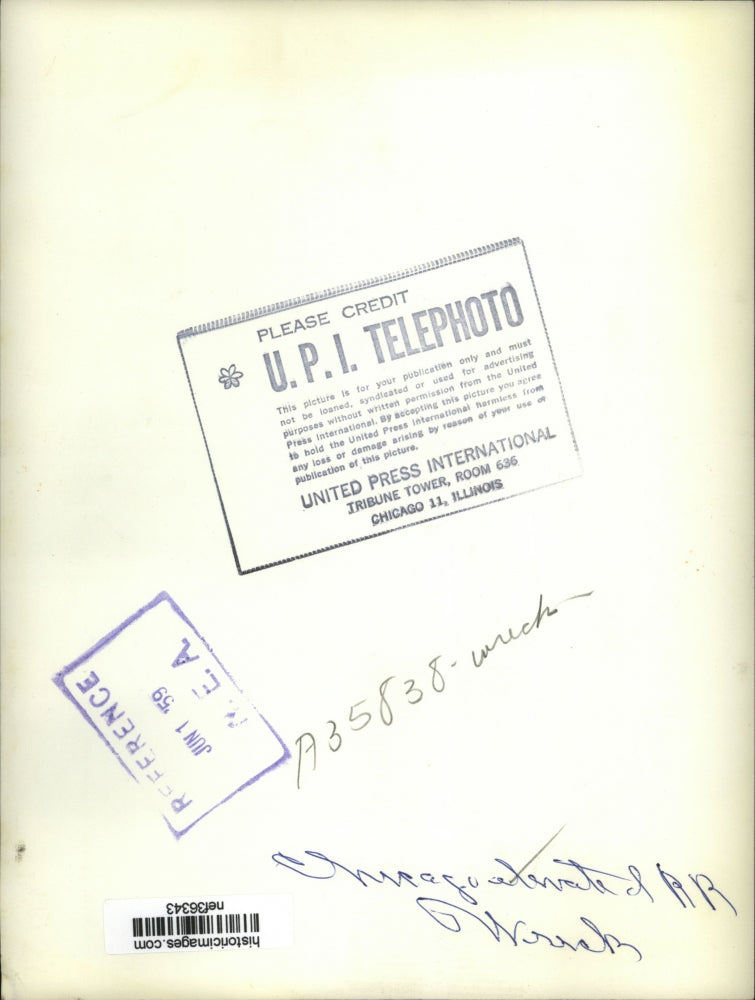 PLEASE CREDIT
U.P.I. TELEPHOTO
This picture is for your publication only and must
not be loaned, syndicated or used for advertising
purposes without written permission from the United
Press International. By accepting this picture you agree
to hold the United Press International harmless from
any loss or damage arising by reason of your use or
publication of this picture.
UNITED PRESS INTERNATIONAL
TRIBUNE TOWER, ROOM 636
CHICAGO 11, ILLINOIS
REFERENCE
JUN 1 '59
N. E. A.
A35838-wreck
Chicago elevated RR
Wreck
historicimages.com
nef36343